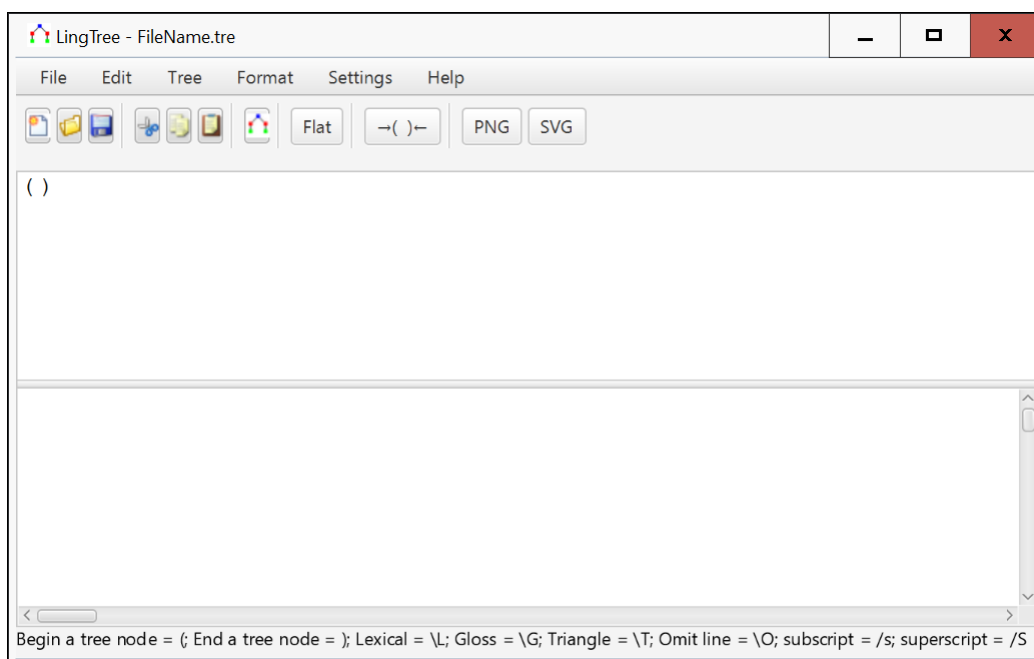 LingTree - FileName.tre
File Edit Tree Format Settings Help
Flat →( )← PNG SVG
( )
Begin a tree node = (; End a tree node = ); Lexical = \L; Gloss = \G; Triangle = \T; Omit line = \O; subscript = /s; superscript = /S